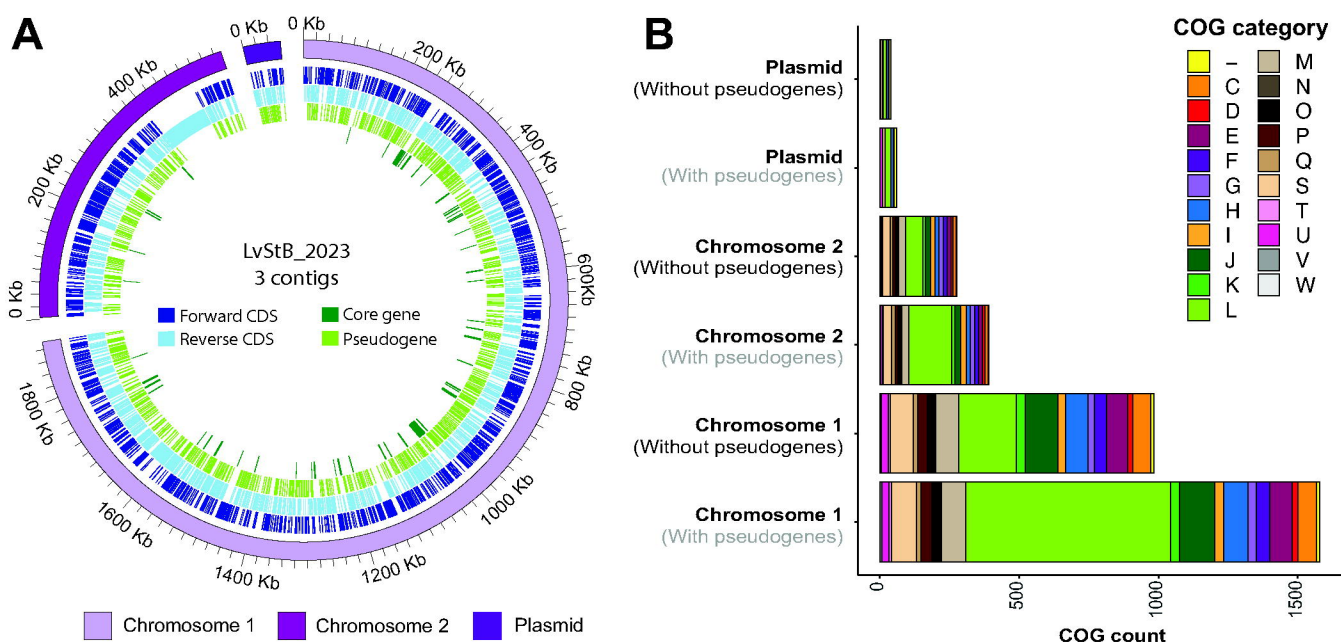 A
0 Kb
0 Kb
200 Kb
400 Kb
600Kb
800 Kb
1000 Kb
1200 Kb
1400 Kb
1600 Kb
1800 Kb
0 Kb
200 Kb
400 Kb
LvStB_2023
3 contigs
Forward CDS
Core gene
Reverse CDS
Pseudogene
Chromosome 1
Chromosome 2
Plasmid
B
Plasmid
(Without pseudogenes)
Plasmid
(With pseudogenes)
Chromosome 2
(Without pseudogenes)
Chromosome 2
(With pseudogenes)
Chromosome 1
(Without pseudogenes)
Chromosome 1
(With pseudogenes)
0
500
1000
1500
COG count
COG category
–
C
D
E
F
G
H
I
J
K
L
M
N
O
P
Q
S
T
U
V
W